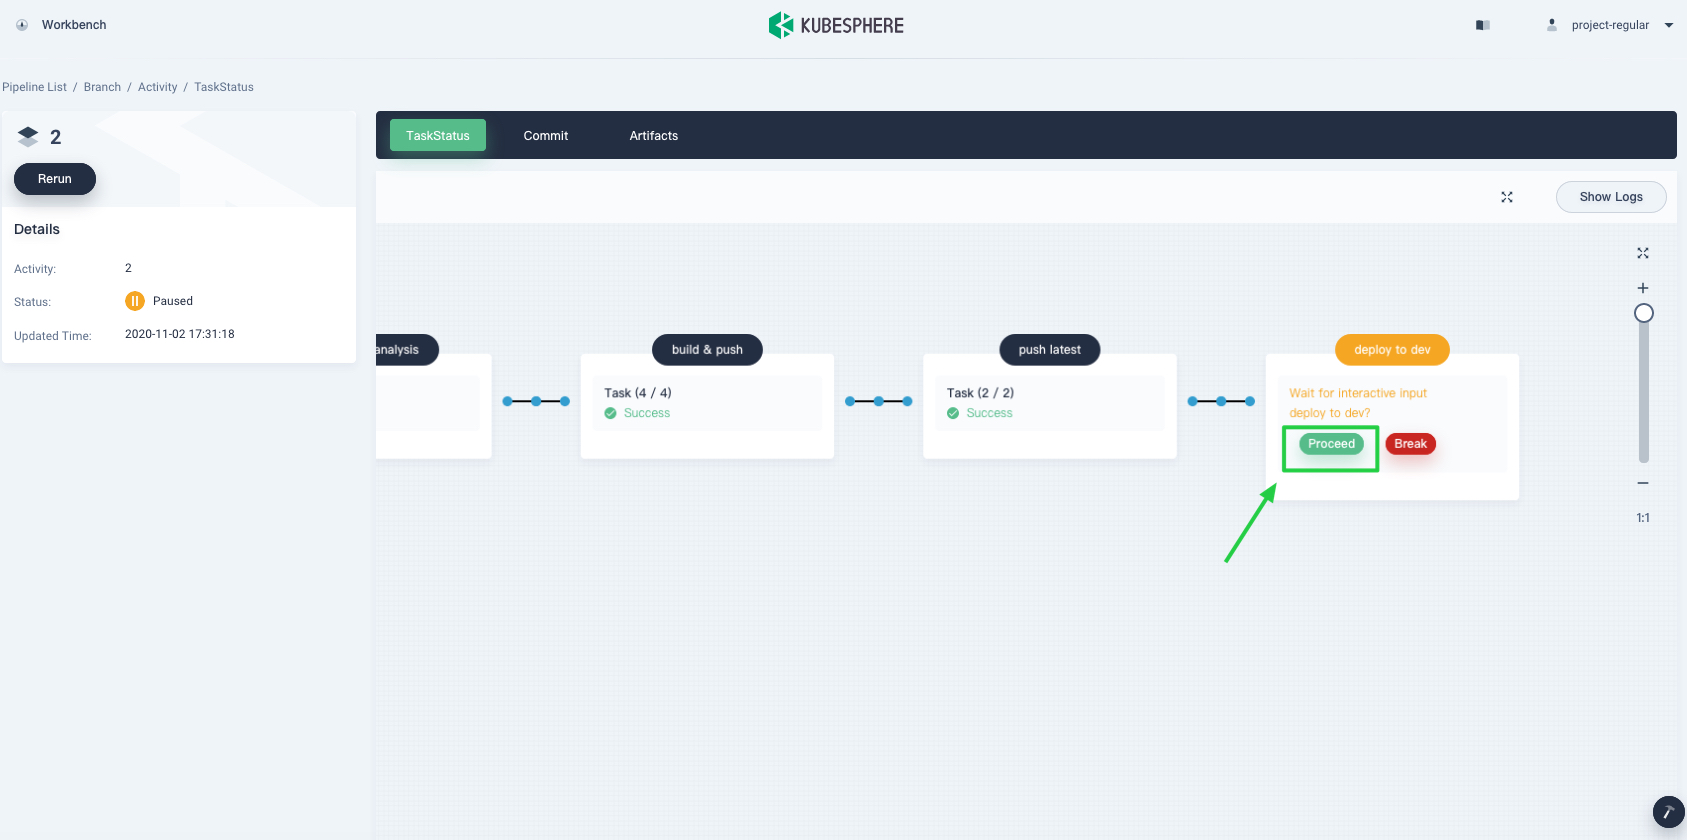 Workbench
KUBESPHERE
project-regular
Pipeline List / Branch / Activity / TaskStatus
2
Rerun
Details
Activity: 2
Status: Paused
Updated Time: 2020-11-02 17:31:18
TaskStatus Commit Artifacts
Show Logs
analysis
build & push
Task (4 / 4)
Success
push latest
Task (2 / 2)
Success
deploy to dev
Wait for interactive input
deploy to dev?
Proceed Break
1:1